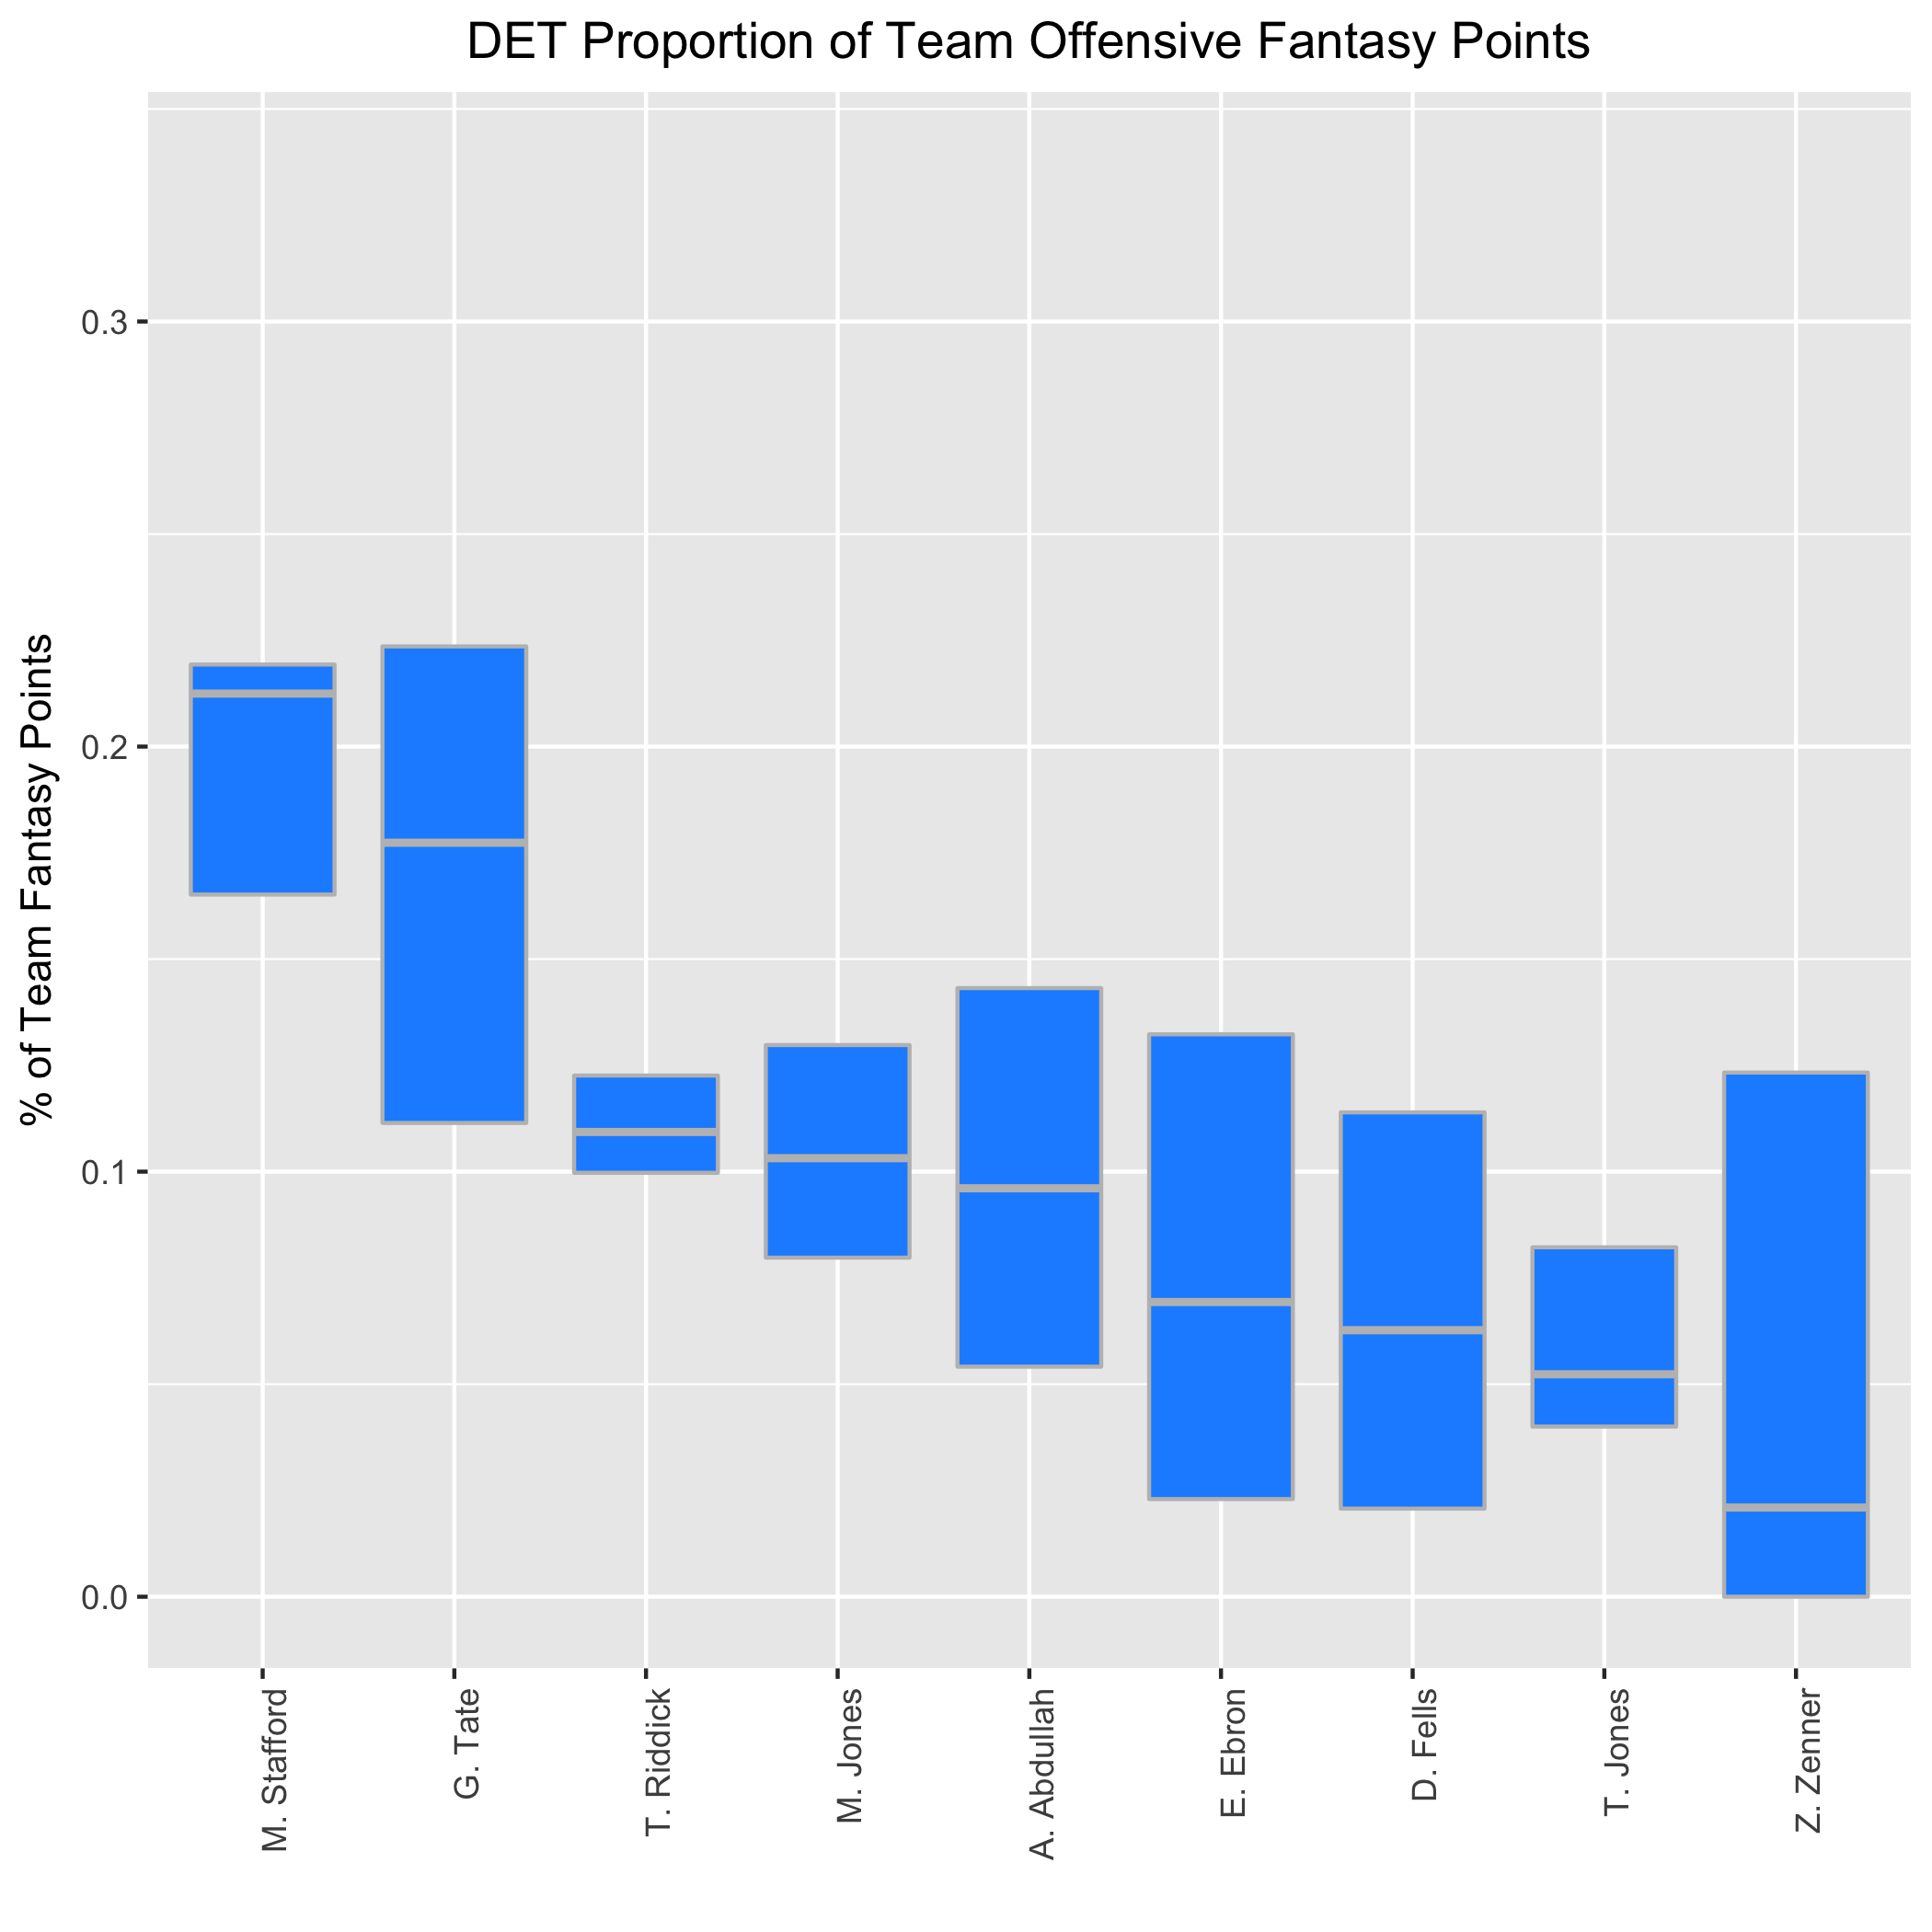 DET Proportion of Team Offensive Fantasy Points
% of Team Fantasy Points
0.3
0.2
0.1
0.0
M. Stafford
G. Tate
T. Riddick
M. Jones
A. Abdullah
E. Ebron
D. Fells
T. Jones
Z. Zenner